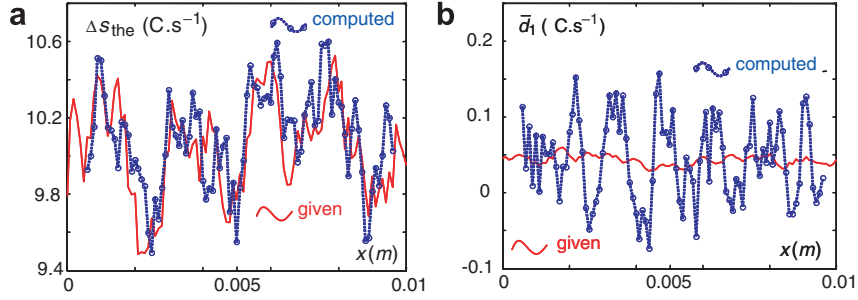 a
Δs_the (C.s⁻¹)
computed
10.6
10.2
9.8
9.4
given
x(m)
0
0.005
0.01
b
d̄₁ ( C.s⁻¹)
computed
0.2
0.1
0
-0.1
given
x(m)
0
0.005
0.01